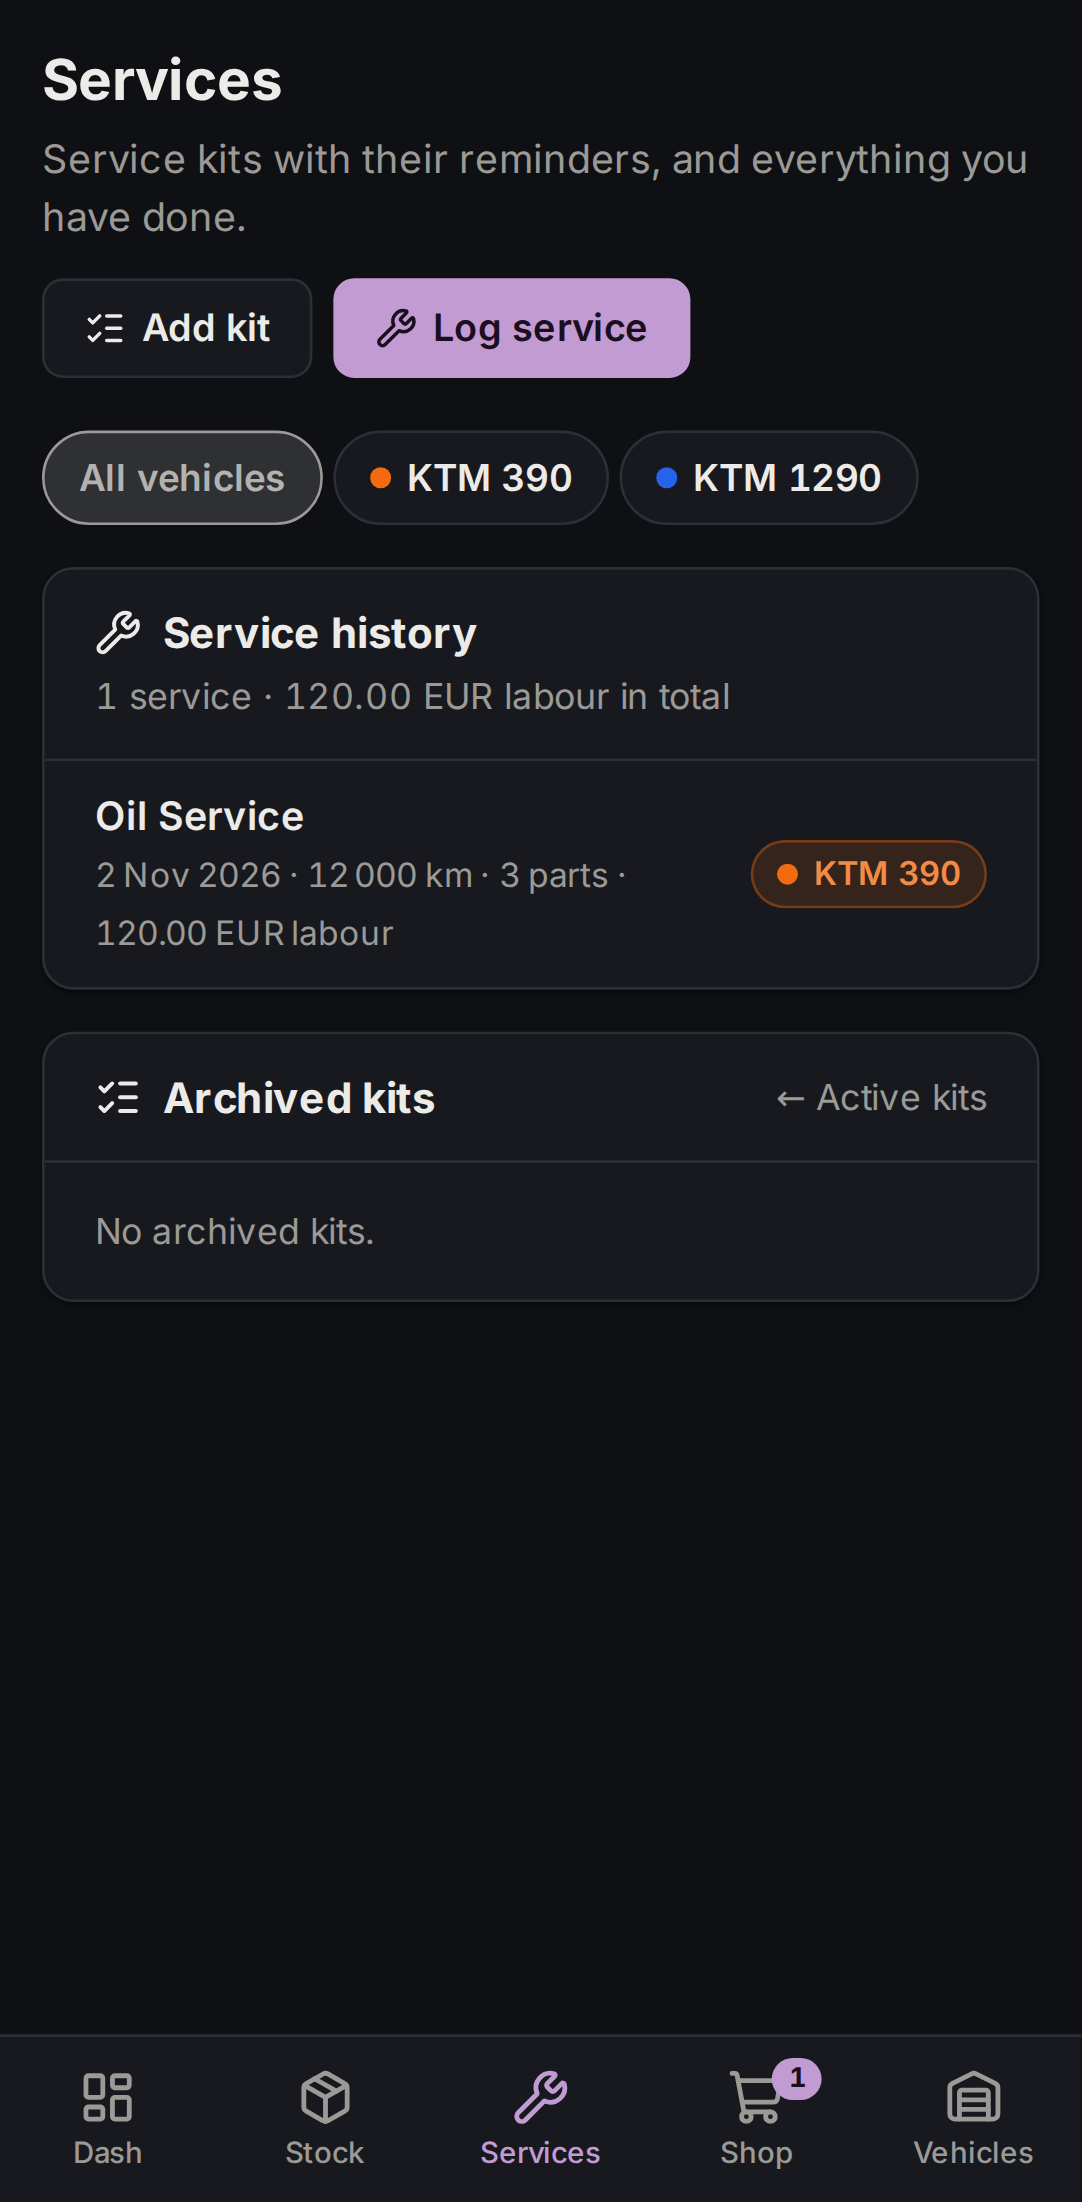 Services
Service kits with their reminders, and everything you
have done.
Add kit
Log service
All vehicles
KTM 390
KTM 1290
Service history
1 service · 120.00 EUR labour in total
Oil Service
2 Nov 2026 · 12 000 km · 3 parts ·
120.00 EUR labour
KTM 390
Archived kits
← Active kits
No archived kits.
1
Dash
Stock
Services
Shop
Vehicles